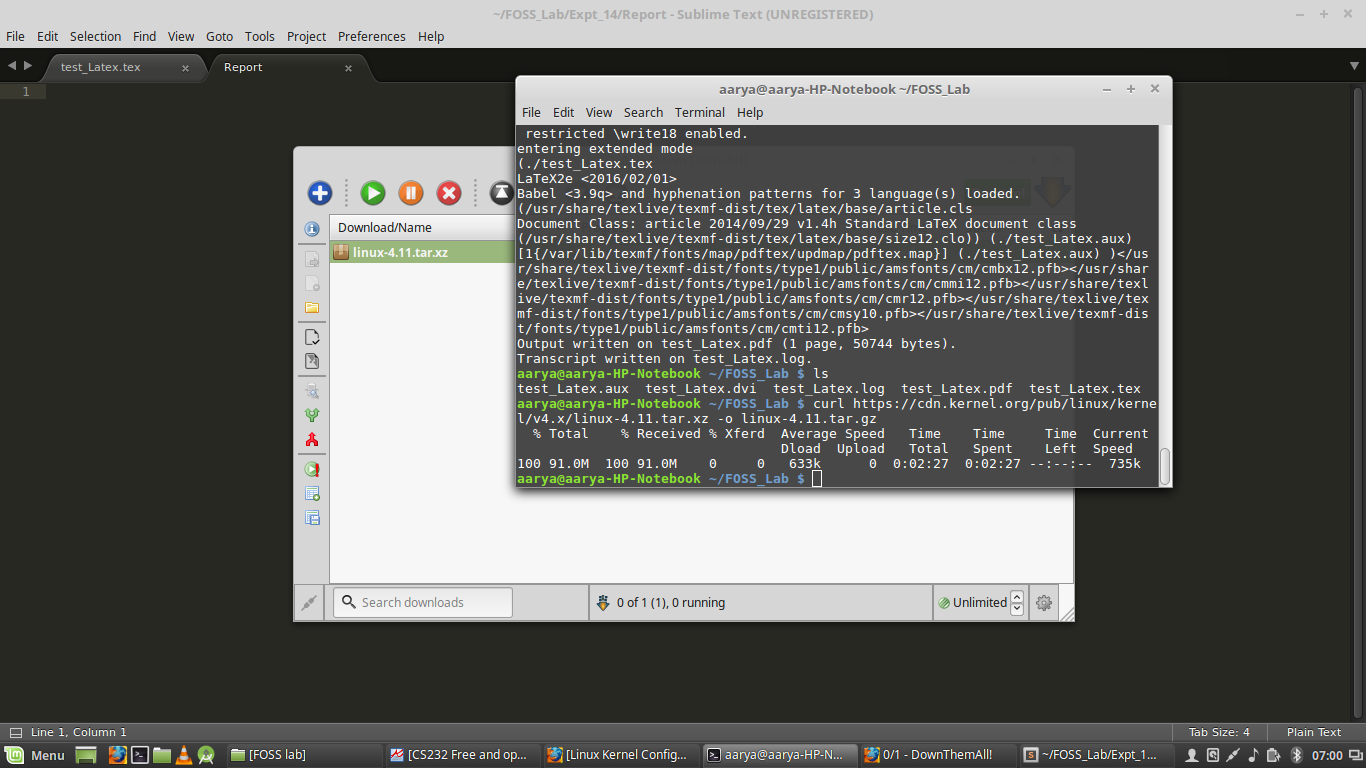 ~/FOSS_Lab/Expt_14/Report - Sublime Text (UNREGISTERED)
File Edit Selection Find View Goto Tools Project Preferences Help
test_Latex.tex Report
1
aarya@aarya-HP-Notebook ~/FOSS_Lab
File Edit View Search Terminal Help
restricted \write18 enabled.
entering extended mode
(./test_Latex.tex
LaTeX2e <2016/02/01>
Babel <3.9q> and hyphenation patterns for 3 language(s) loaded.
(/usr/share/texlive/texmf-dist/tex/latex/base/article.cls
Document Class: article 2014/09/29 v1.4h Standard LaTeX document class
(/usr/share/texlive/texmf-dist/tex/latex/base/size12.clo)) (./test_Latex.aux)
[1{/var/lib/texmf/fonts/map/pdftex/updmap/pdftex.map}] (./test_Latex.aux) )</us
r/share/texlive/texmf-dist/fonts/type1/public/amsfonts/cm/cmbx12.pfb></usr/shar
e/texlive/texmf-dist/fonts/type1/public/amsfonts/cm/cmmi12.pfb></usr/share/texl
ive/texmf-dist/fonts/type1/public/amsfonts/cm/cmr12.pfb></usr/share/texlive/tex
mf-dist/fonts/type1/public/amsfonts/cm/cmsy10.pfb></usr/share/texlive/texmf-dis
t/fonts/type1/public/amsfonts/cm/cmti12.pfb>
Output written on test_Latex.pdf (1 page, 50744 bytes).
Transcript written on test_Latex.log.
aarya@aarya-HP-Notebook ~/FOSS_Lab $ ls
test_Latex.aux test_Latex.dvi test_Latex.log test_Latex.pdf test_Latex.tex
aarya@aarya-HP-Notebook ~/FOSS_Lab $ curl https://cdn.kernel.org/pub/linux/kerne
l/v4.x/linux-4.11.tar.xz -o linux-4.11.tar.gz
% Total % Received % Xferd Average Speed Time Time Time Current
Dload Upload Total Spent Left Speed
100 91.0M 100 91.0M 0 0 633k 0 0:02:27 0:02:27 --:--:-- 735k
aarya@aarya-HP-Notebook ~/FOSS_Lab $
Download/Name
linux-4.11.tar.xz
Search downloads
0 of 1 (1), 0 running
Unlimited
Line 1, Column 1
Tab Size: 4
Plain Text
Menu
[FOSS lab]
[CS232 Free and op...
[Linux Kernel Config...
aarya@aarya-HP-N...
0/1 - DownThemAll!
~/FOSS_Lab/Expt_1...
07:00